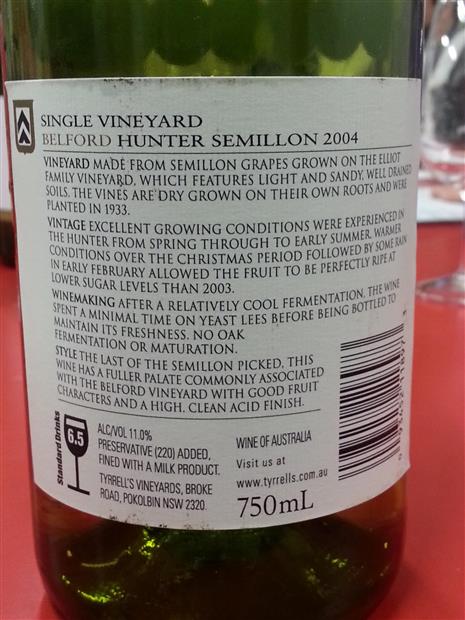 SINGLE VINEYARD
BELFORD HUNTER SEMILLON 2004
VINEYARD MADE FROM SEMILLON GRAPES GROWN ON THE ELLIOT
FAMILY VINEYARD, WHICH FEATURES LIGHT AND SANDY, WELL DRAINED
SOILS. THE VINES ARE DRY GROWN ON THEIR OWN ROOTS AND WERE
PLANTED IN 1933.
VINTAGE EXCELLENT GROWING CONDITIONS WERE EXPERIENCED IN
THE HUNTER FROM SPRING THROUGH TO EARLY SUMMER. WARMER
CONDITIONS OVER THE CHRISTMAS PERIOD FOLLOWED BY SOME RAIN
IN EARLY FEBRUARY ALLOWED THE FRUIT TO BE PERFECTLY RIPE AT
LOWER SUGAR LEVELS THAN 2003.
WINEMAKING AFTER A RELATIVELY COOL FERMENTATION, THE WINE
SPENT A MINIMAL TIME ON YEAST LEES BEFORE BEING BOTTLED TO
MAINTAIN ITS FRESHNESS. NO OAK
FERMENTATION OR MATURATION.
STYLE THE LAST OF THE SEMILLON PICKED, THIS
WINE HAS A FULLER PALATE COMMONLY ASSOCIATED
WITH THE BELFORD VINEYARD WITH GOOD FRUIT
CHARACTERS AND A HIGH, CLEAN ACID FINISH.
Standard Drinks
6.5
ALC/VOL 11.0%
PRESERVATIVE (220) ADDED,
FINED WITH A MILK PRODUCT.
TYRRELL'S VINEYARDS, BROKE
ROAD, POKOLBIN NSW 2320.
WINE OF AUSTRALIA
Visit us at
www.tyrrells.com.au
750mL